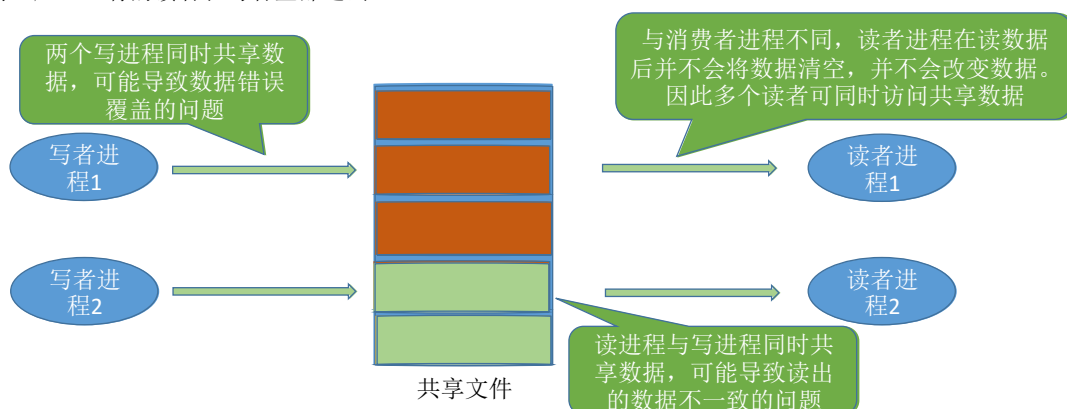 两个写进程同时共享数
据，可能导致数据错误
覆盖的问题
与消费者进程不同，读者进程在读数据
后并不会将数据清空，并不会改变数据。
因此多个读者可同时访问共享数据
写者进
程1
读者进
程1
写者进
程2
读者进
程2
读进程与写进程同时共
享数据，可能导致读出
的数据不一致的问题
共享文件